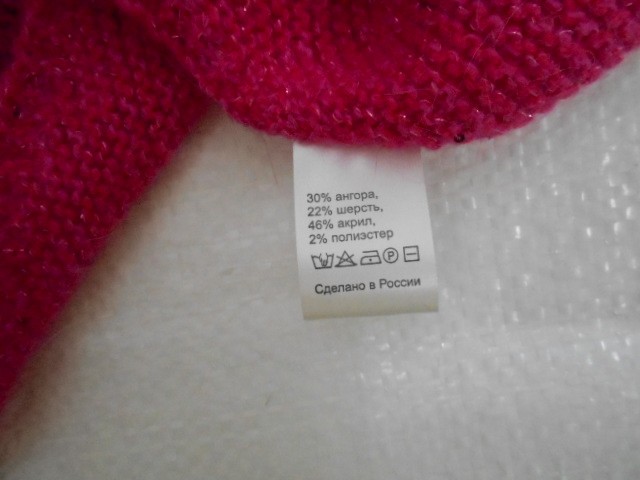 30% ангора,
22% шерсть,
46% акрил,
2% полиэстер
P
Сделано в России